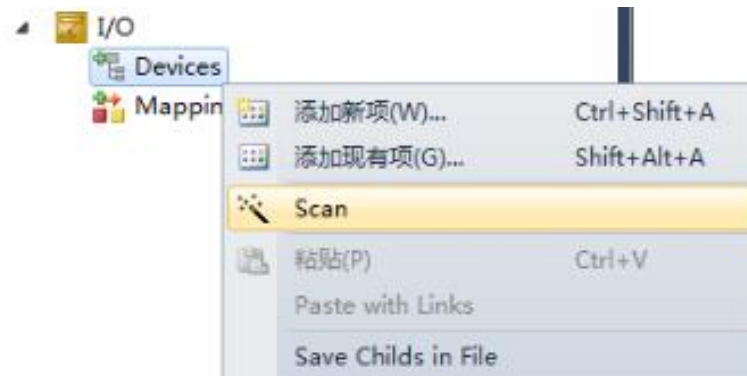 I/O
Devices
Mappin
添加新项(W)... Ctrl+Shift+A
添加现有项(G)... Shift+Alt+A
Scan
粘贴(P) Ctrl+V
Paste with Links
Save Childs in File